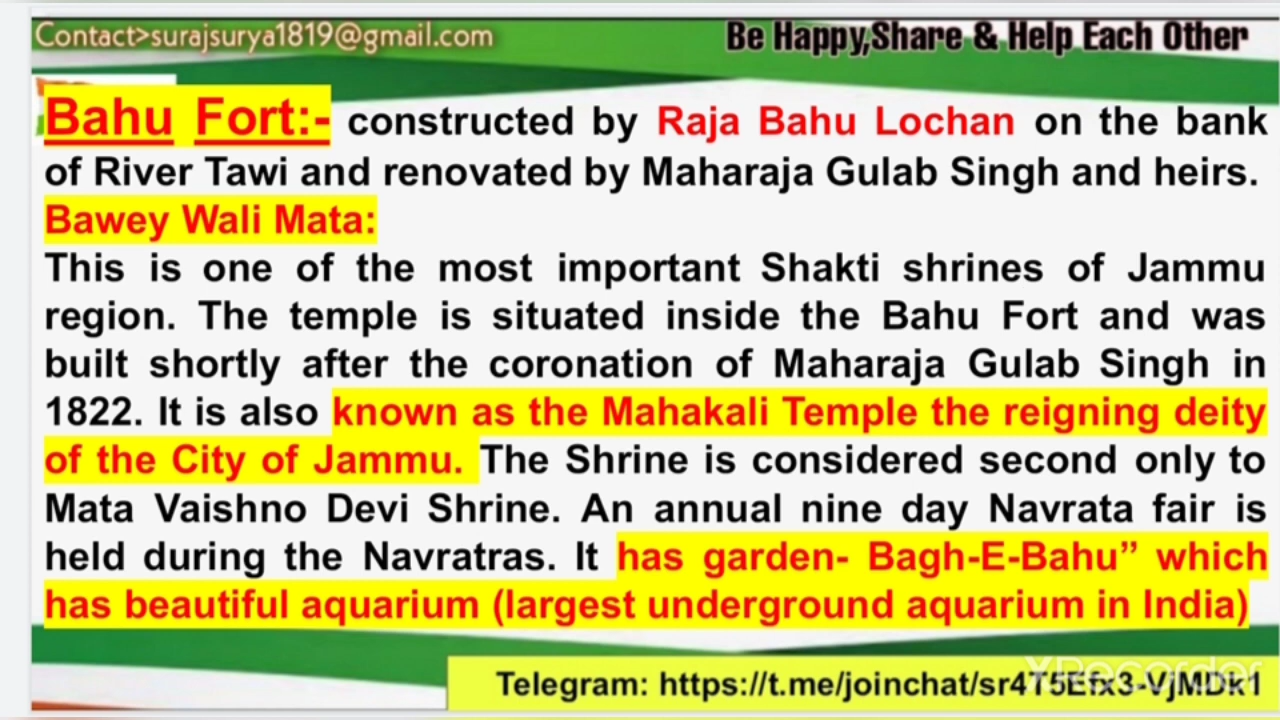 Contact>surajsurya1819@gmail.com
Be Happy,Share & Help Each Other
Bahu Fort:- constructed by Raja Bahu Lochan on the bank
of River Tawi and renovated by Maharaja Gulab Singh and heirs.
Bawey Wali Mata:
This is one of the most important Shakti shrines of Jammu
region. The temple is situated inside the Bahu Fort and was
built shortly after the coronation of Maharaja Gulab Singh in
1822. It is also known as the Mahakali Temple the reigning deity
of the City of Jammu. The Shrine is considered second only to
Mata Vaishno Devi Shrine. An annual nine day Navrata fair is
held during the Navratras. It has garden- Bagh-E-Bahu” which
has beautiful aquarium (largest underground aquarium in India)
XRecorder
Telegram: